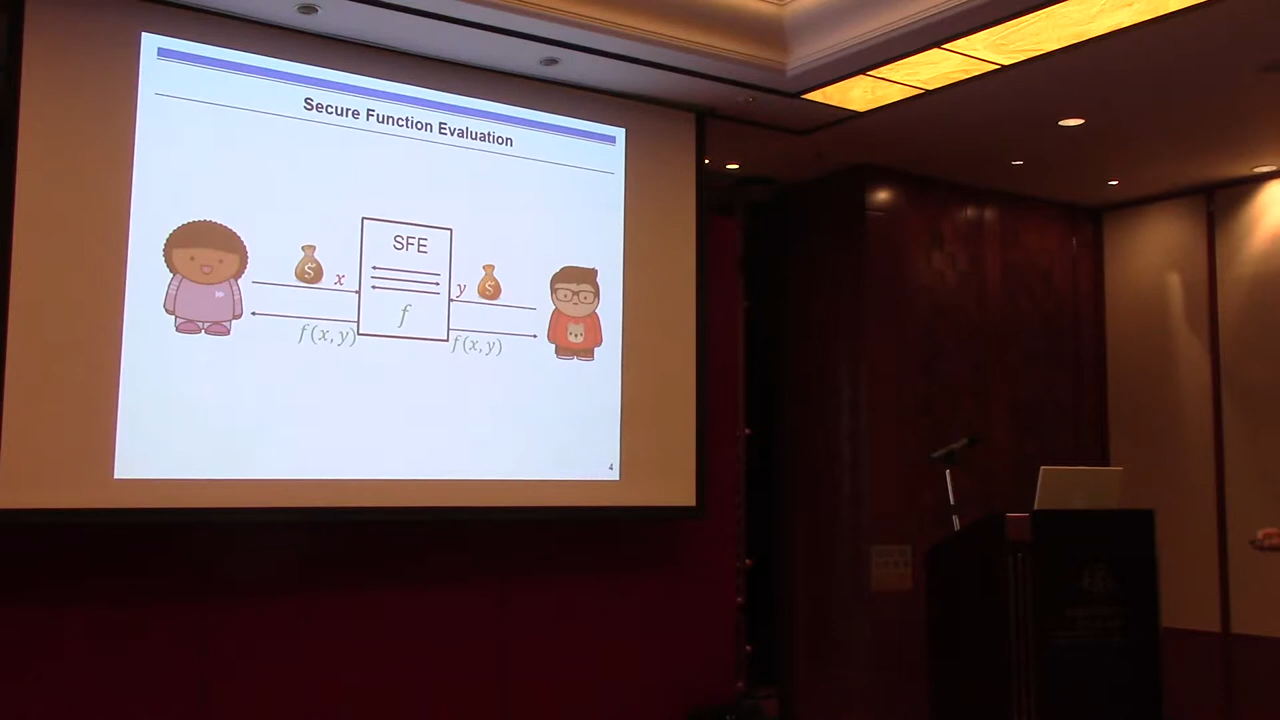 Secure Function Evaluation
SFE
$ x
y $
f
f(x, y)
f(x, y)
4